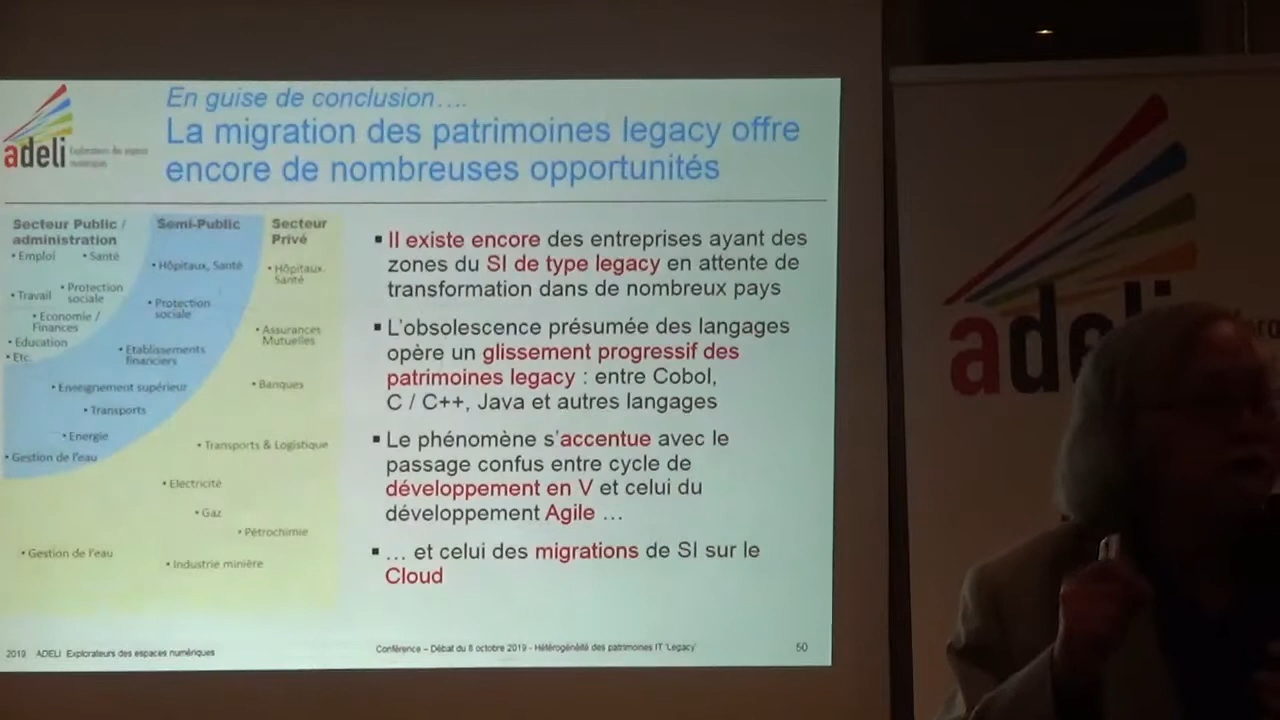 En guise de conclusion....
La migration des patrimoines legacy offre
encore de nombreuses opportunités
adeli
Explorateurs des espaces
numériques
Secteur Public /
administration
• Emploi
• Santé
• Travail
• Protection
sociale
• Economie /
Finances
• Education
• Etc.
Semi-Public
• Hôpitaux, Santé
• Protection
sociale
• Etablissements
financiers
• Enseignement supérieur
• Transports
• Energie
• Gestion de l'eau
Secteur
Privé
• Hôpitaux.
Santé
• Assurances
Mutuelles
• Banques
• Transports & Logistique
• Electricité
• Gaz
• Pétrochimie
• Gestion de l'eau
• Industrie minière
▪ Il existe encore des entreprises ayant des
zones du SI de type legacy en attente de
transformation dans de nombreux pays
▪ L'obsolescence présumée des langages
opère un glissement progressif des
patrimoines legacy : entre Cobol,
C / C++, Java et autres langages
▪ Le phénomène s'accentue avec le
passage confus entre cycle de
développement en V et celui du
développement Agile ...
▪ ... et celui des migrations de SI sur le
Cloud
2019 ADELI Explorateurs des espaces numériques
Conférence – Débat du 8 octobre 2019 - Hétérogénéité des patrimoines IT 'Legacy'
50
adeli